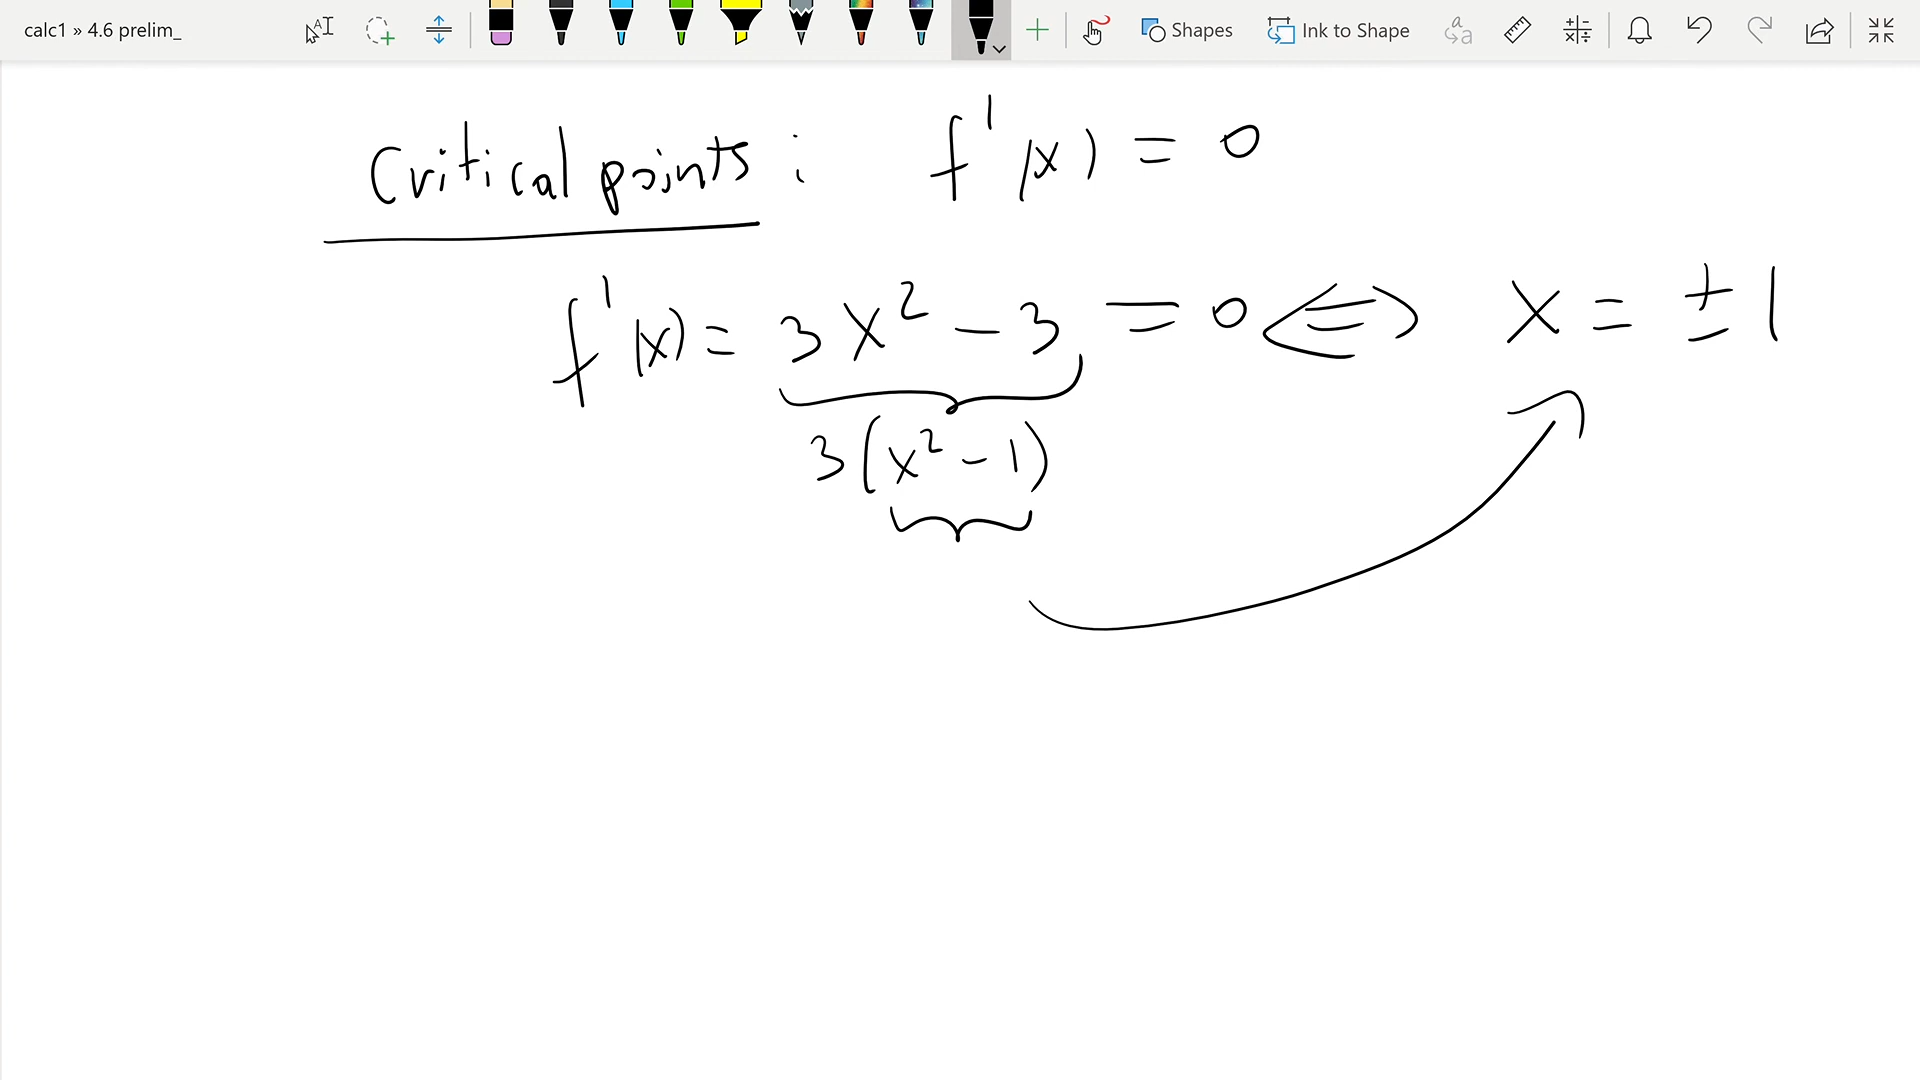 calc1 » 4.6 prelim_ Shapes Ink to Shape
Critical points : f'(x) = 0
f'(x) = 3x² - 3 = 0 ⟺ x = ± 1
3(x² - 1)